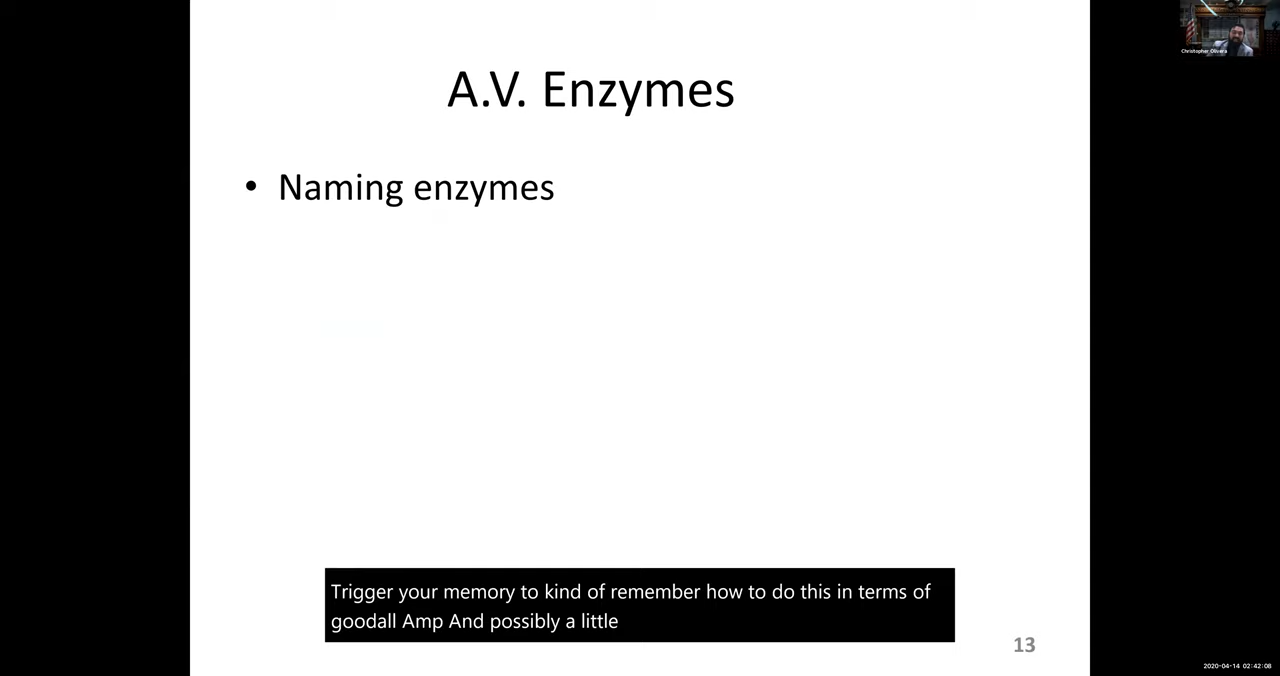 Christopher Olivera
A.V. Enzymes
• Naming enzymes
Trigger your memory to kind of remember how to do this in terms of
goodall Amp And possibly a little
13
2020-04-14 02:42:08